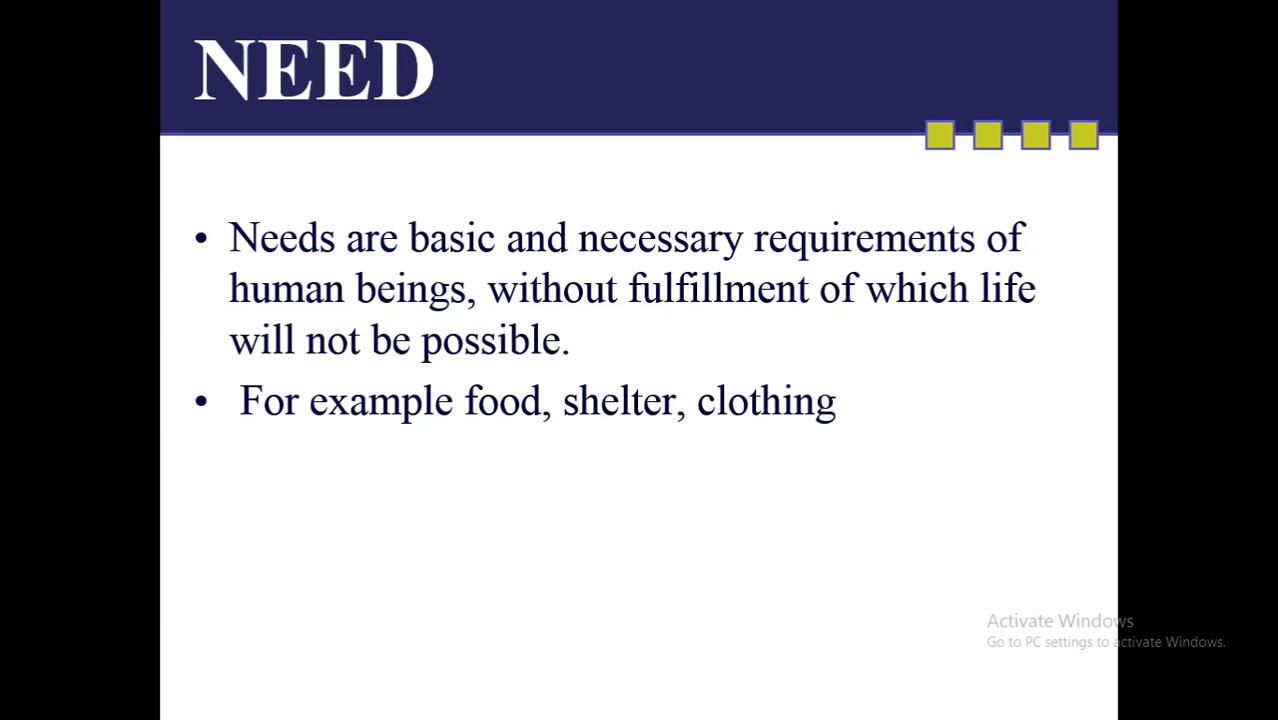 NEED
• Needs are basic and necessary requirements of
human beings, without fulfillment of which life
will not be possible.
• For example food, shelter, clothing
Activate Windows
Go to PC settings to activate Windows.